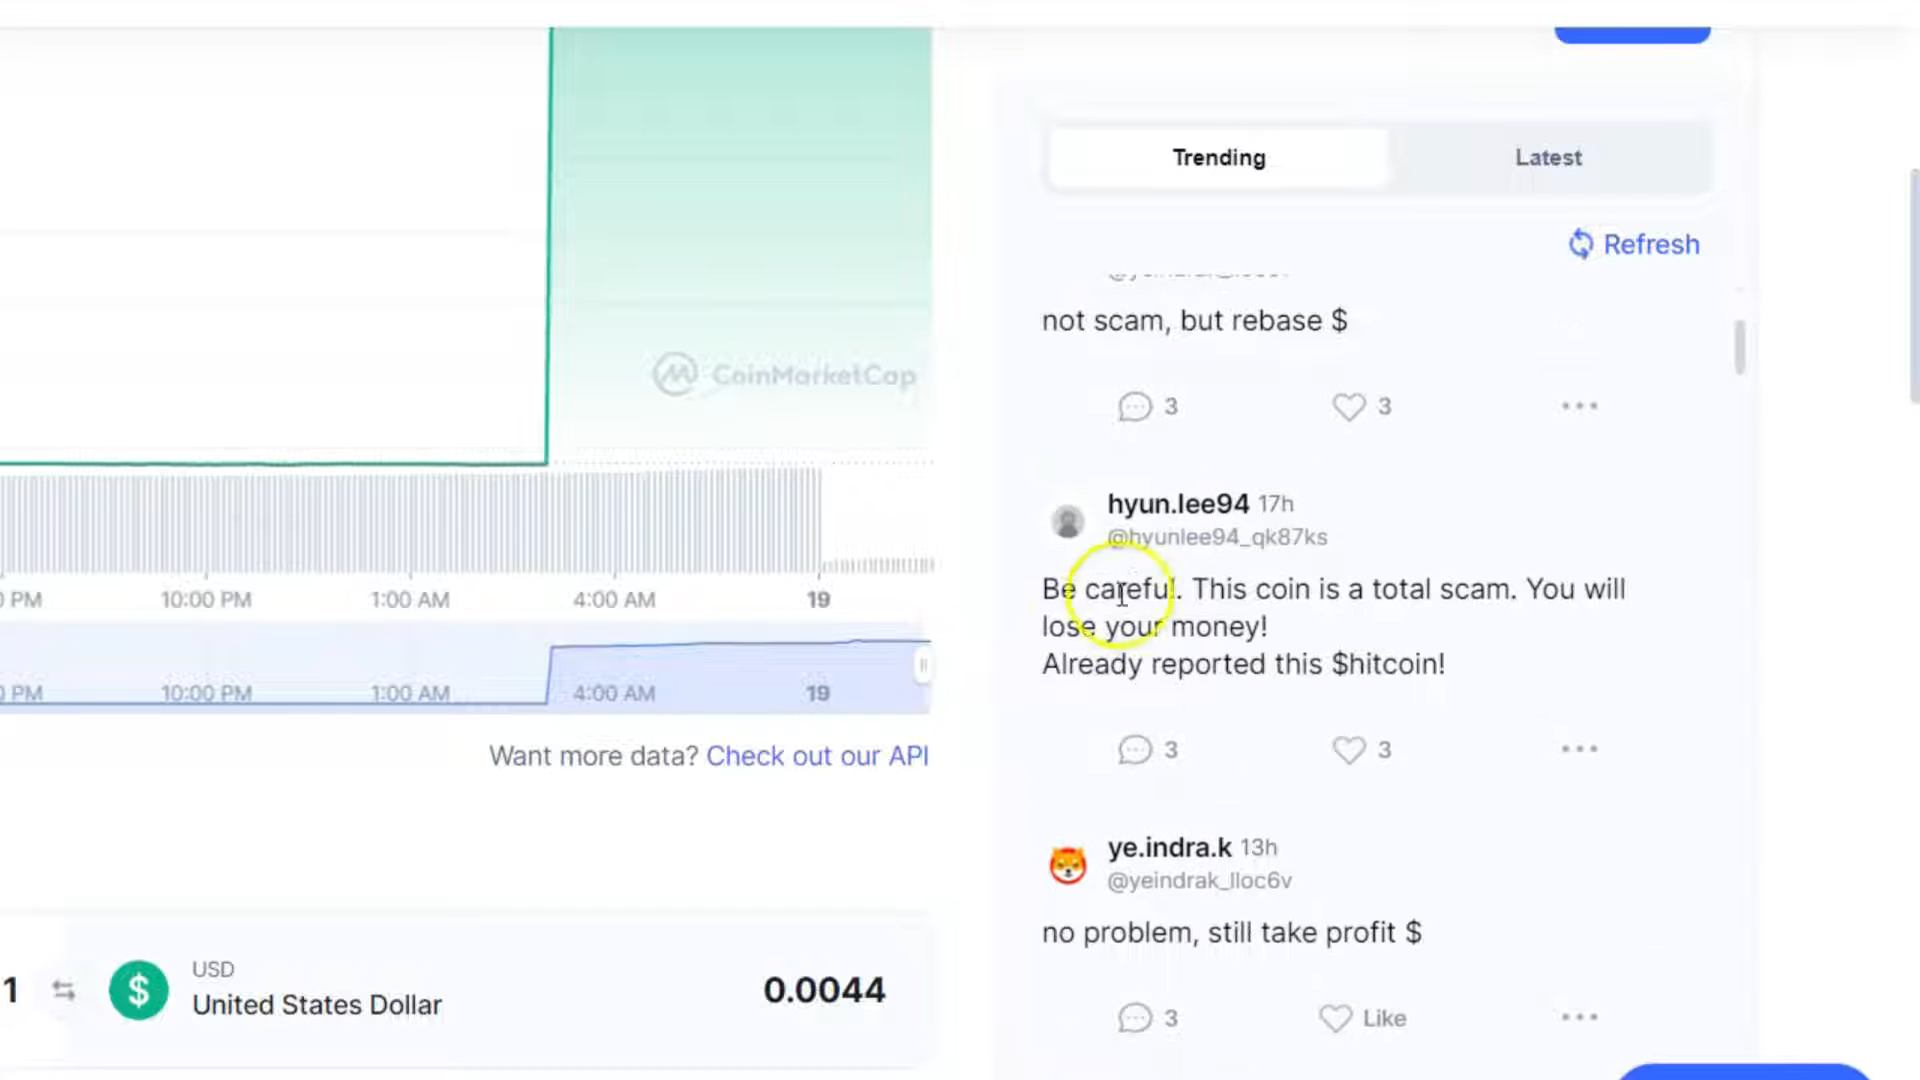 Trending
Latest
Refresh
not scam, but rebase $
3
3
CoinMarketCap
hyun.lee94 17h
@hyunlee94_qk87ks
Be careful. This coin is a total scam. You will
lose your money!
Already reported this $hitcoin!
3
3
PM 10:00 PM 1:00 AM 4:00 AM 19
PM 10:00 PM 1:00 AM 4:00 AM 19
Want more data? Check out our API
ye.indra.k 13h
@yeindrak_lloc6v
no problem, still take profit $
3
Like
1
$
USD
United States Dollar
0.0044